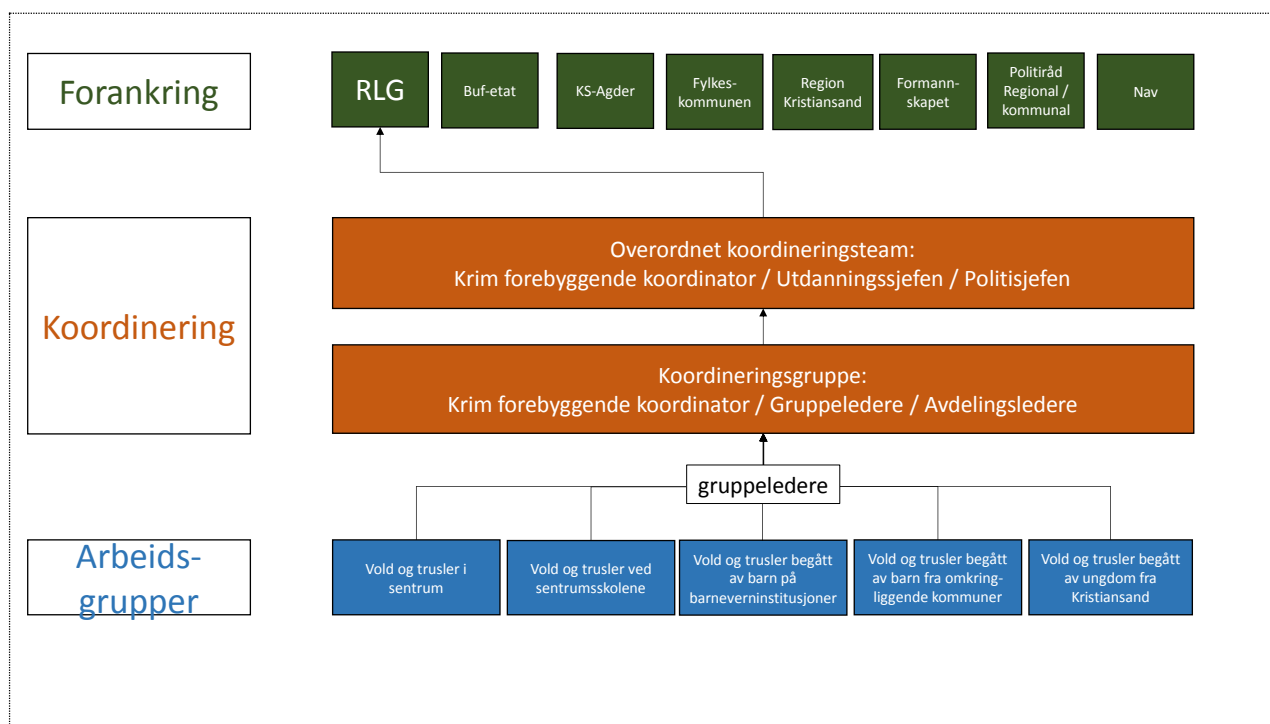 Forankring
RLG
Buf-etat
KS-Agder
Fylkes-
kommunen
Region
Kristiansand
Formann-
skapet
Politiråd
Regional /
kommunal
Nav
Koordinering
Overordnet koordineringsteam:
Krim forebyggende koordinator / Utdanningssjefen / Politisjefen
Koordineringsgruppe:
Krim forebyggende koordinator / Gruppeledere / Avdelingsledere
gruppeledere
Arbeids-
grupper
Vold og trusler i
sentrum
Vold og trusler ved
sentrumsskolene
Vold og trusler begått
av barn på
barneverninstitusjoner
Vold og trusler begått
av barn fra omkring-
liggende kommuner
Vold og trusler begått
av ungdom fra
Kristiansand